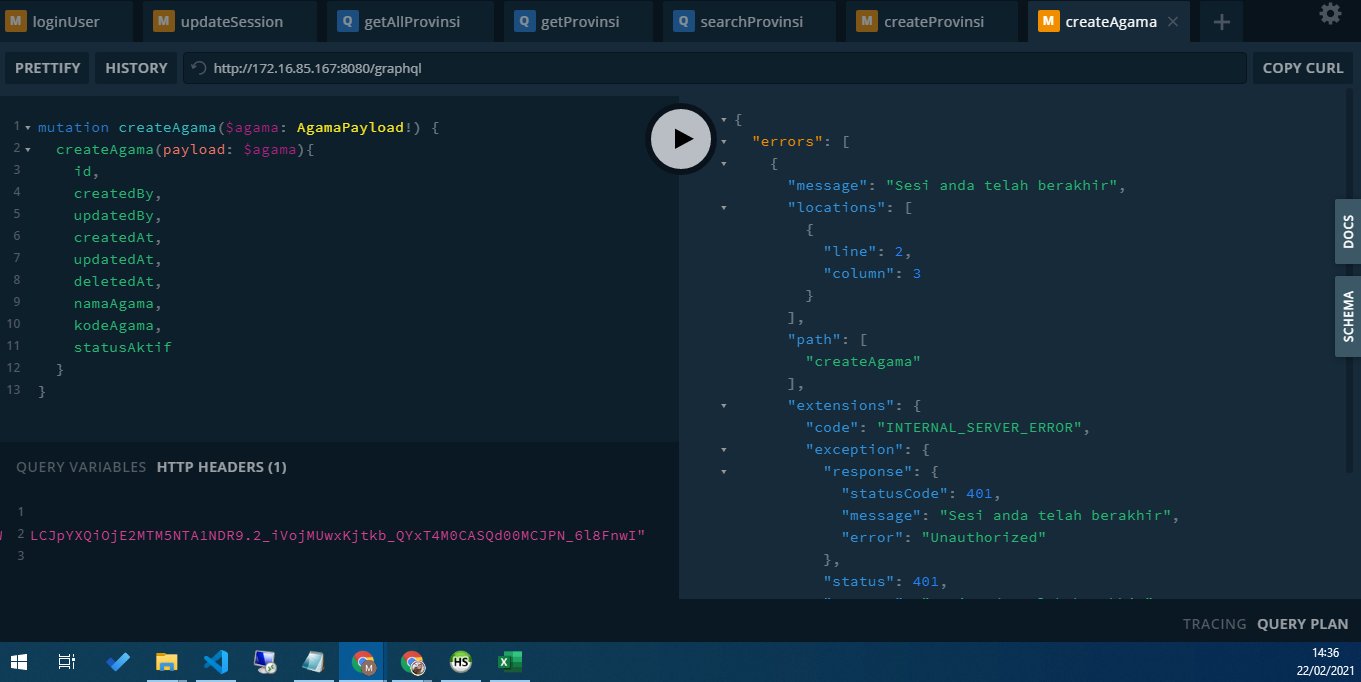 M loginUser M updateSession Q getAllProvinsi Q getProvinsi Q searchProvinsi M createProvinsi M createAgama
PRETTIFY HISTORY http://172.16.85.167:8080/graphql COPY CURL
1 mutation createAgama($agama: AgamaPayload!) {
2 createAgama(payload: $agama){
3 id,
4 createdBy,
5 updatedBy,
6 createdAt,
7 updatedAt,
8 deletedAt,
9 namaAgama,
10 kodeAgama,
11 statusAktif
12 }
13 }
QUERY VARIABLES HTTP HEADERS (1)
1
2 LCJpYXQiOjE2MTM5NTA1NDR9.2_iVojMUwxKjtkb_QYxT4M0CASQd00MCJPN_6l8FnwI"
3
{
"errors": [
{
"message": "Sesi anda telah berakhir",
"locations": [
{
"line": 2,
"column": 3
}
],
"path": [
"createAgama"
],
"extensions": {
"code": "INTERNAL_SERVER_ERROR",
"exception": {
"response": {
"statusCode": 401,
"message": "Sesi anda telah berakhir",
"error": "Unauthorized"
},
"status": 401,
DOCS
SCHEMA
TRACING QUERY PLAN
M
HS
X
14:36
22/02/2021